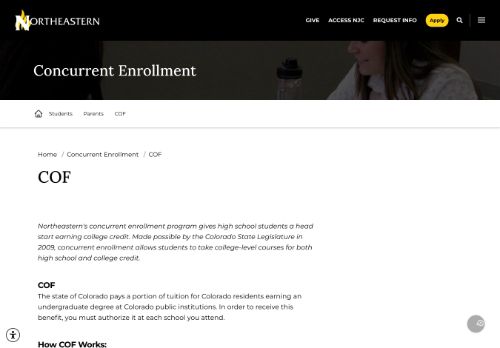 NORTHEASTERN
GIVE ACCESS NJC REQUEST INFO Apply
Concurrent Enrollment
Students Parents COF
Home / Concurrent Enrollment / COF
COF
Northeastern's concurrent enrollment program gives high school students a head
start earning college credit. Made possible by the Colorado State Legislature in
2009, concurrent enrollment allows students to take college-level courses for both
high school and college credit.
COF
The state of Colorado pays a portion of tuition for Colorado residents earning an
undergraduate degree at Colorado public institutions. In order to receive this
benefit, you must authorize it at each school you attend.
How COF Works: